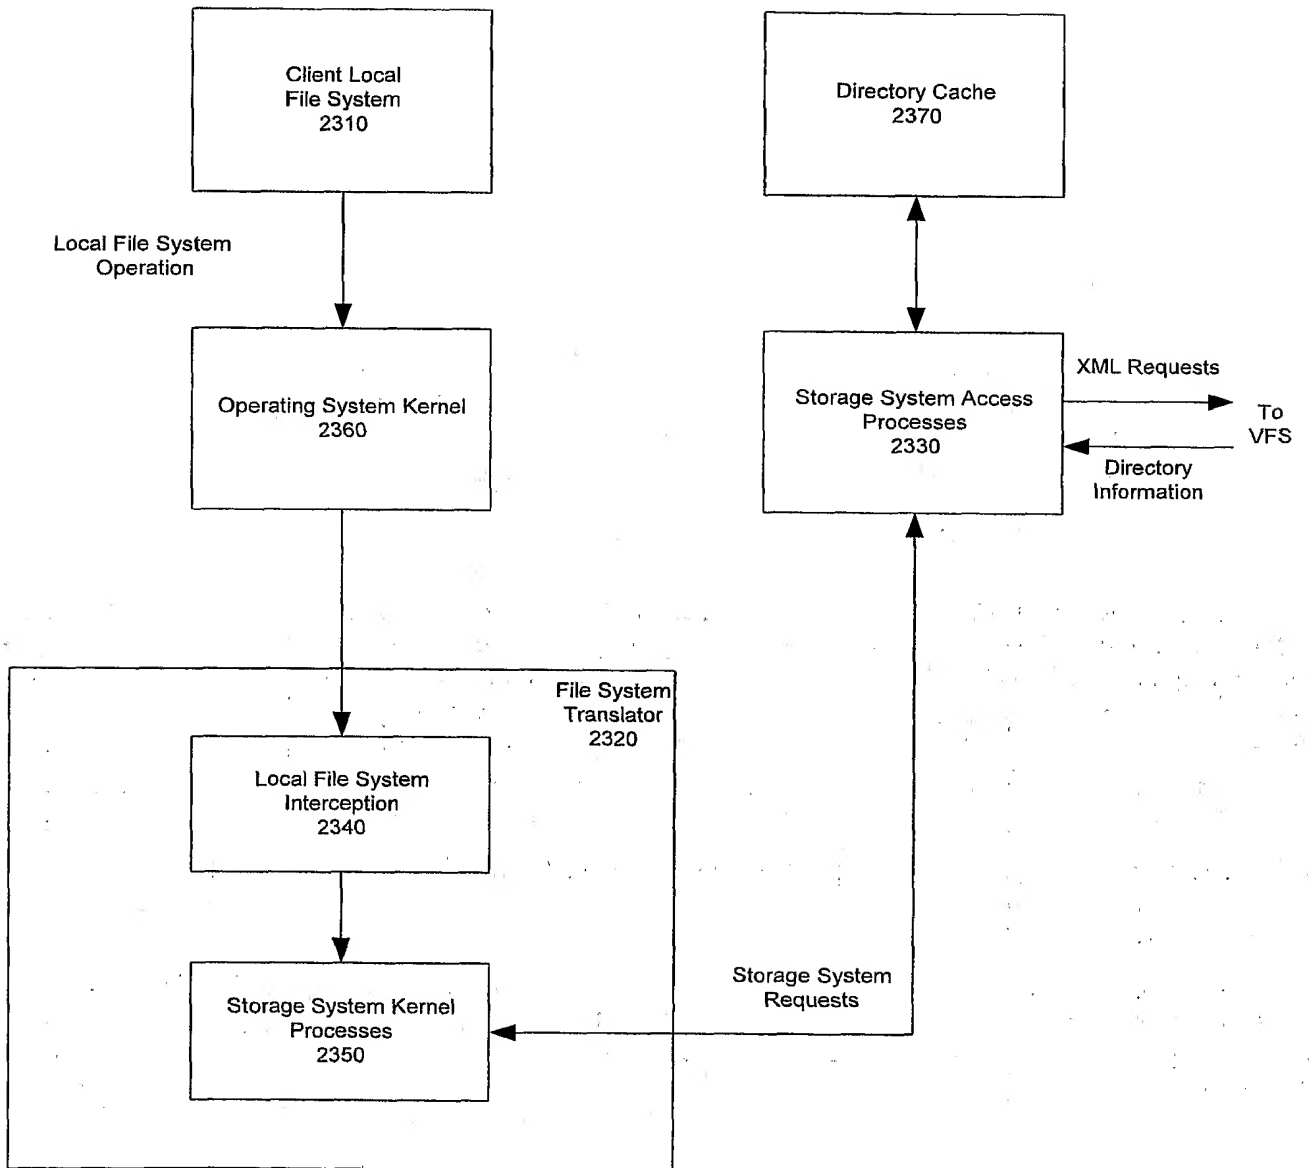 Client Local
File System
2310
Directory Cache
2370
Local File System
Operation
Operating System Kernel
2360
Storage System Access
Processes
2330
XML Requests
To
VFS
Directory
Information
File System
Translator
2320
Local File System
Interception
2340
Storage System Kernel
Processes
2350
Storage System
Requests